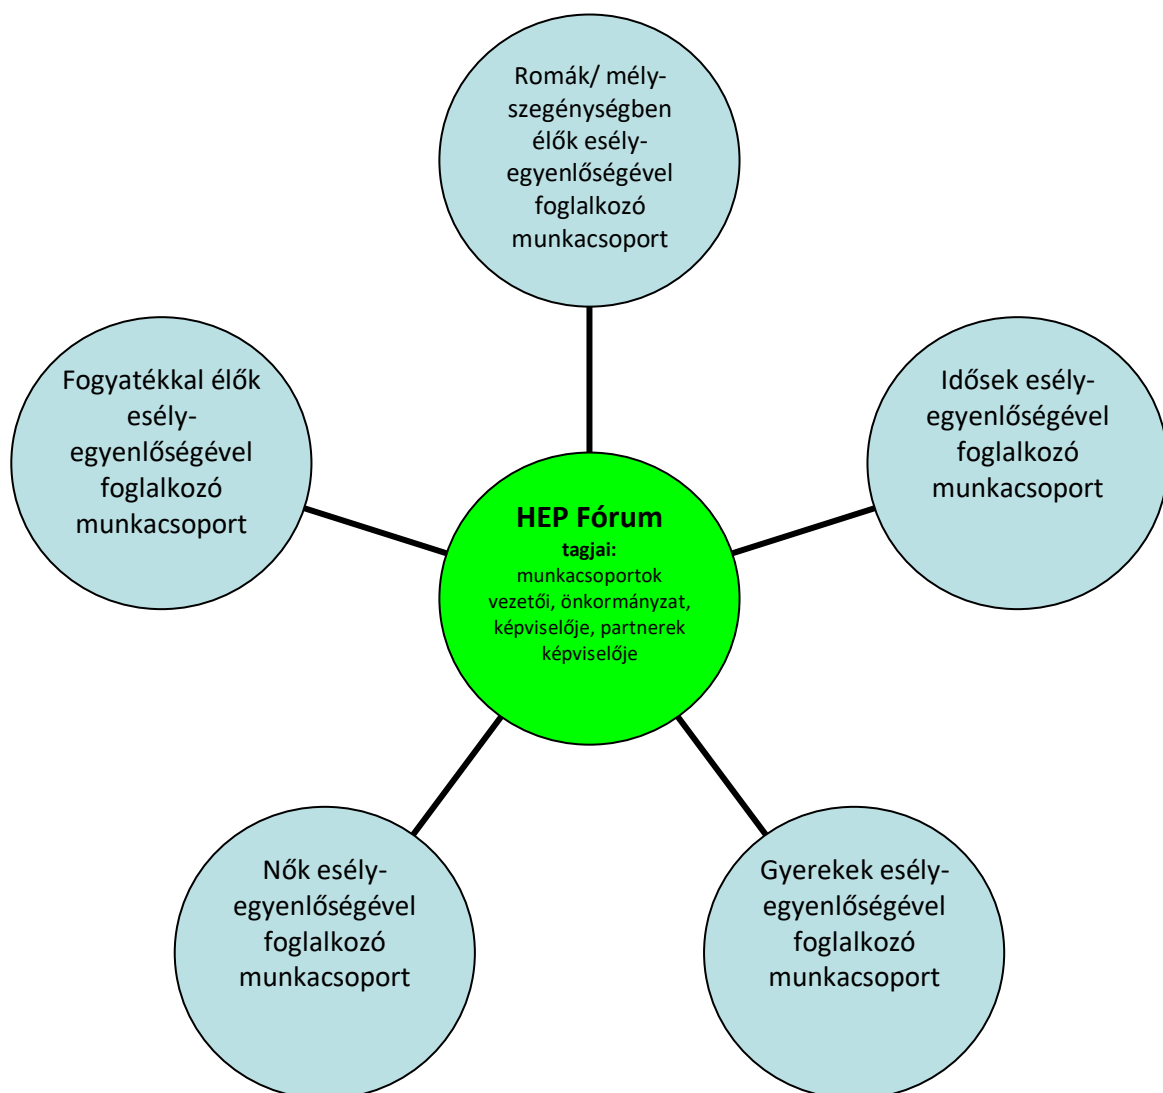 Romák/ mély-
szegénységben
élők esély-
egyenlőségével
foglalkozó
munkacsoport
Fogyatékkal élők
esély-
egyenlőségével
foglalkozó
munkacsoport
Idősek esély-
egyenlőségével
foglalkozó
munkacsoport
HEP Fórum
tagjai:
munkacsoportok
vezetői, önkormányzat,
képviselője, partnerek
képviselője
Nők esély-
egyenlőségével
foglalkozó
munkacsoport
Gyerekek esély-
egyenlőségével
foglalkozó
munkacsoport